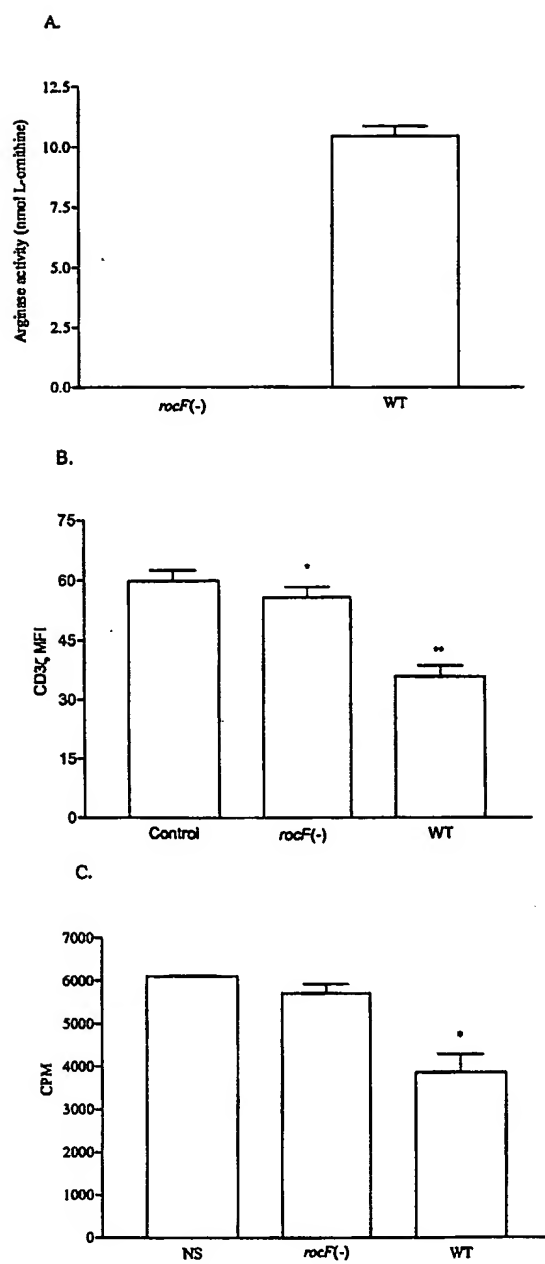 A.
Arginase activity (nmol L-ornithine)
12.5
10.0
7.5
5.0
2.5
0.0
rocF(-)
WT
B.
CD3ζ MFI
75
60
45
30
15
0
*
**
Control
rocF(-)
WT
C.
CPM
7000
6000
5000
4000
3000
2000
1000
0
*
NS
rocF(-)
WT